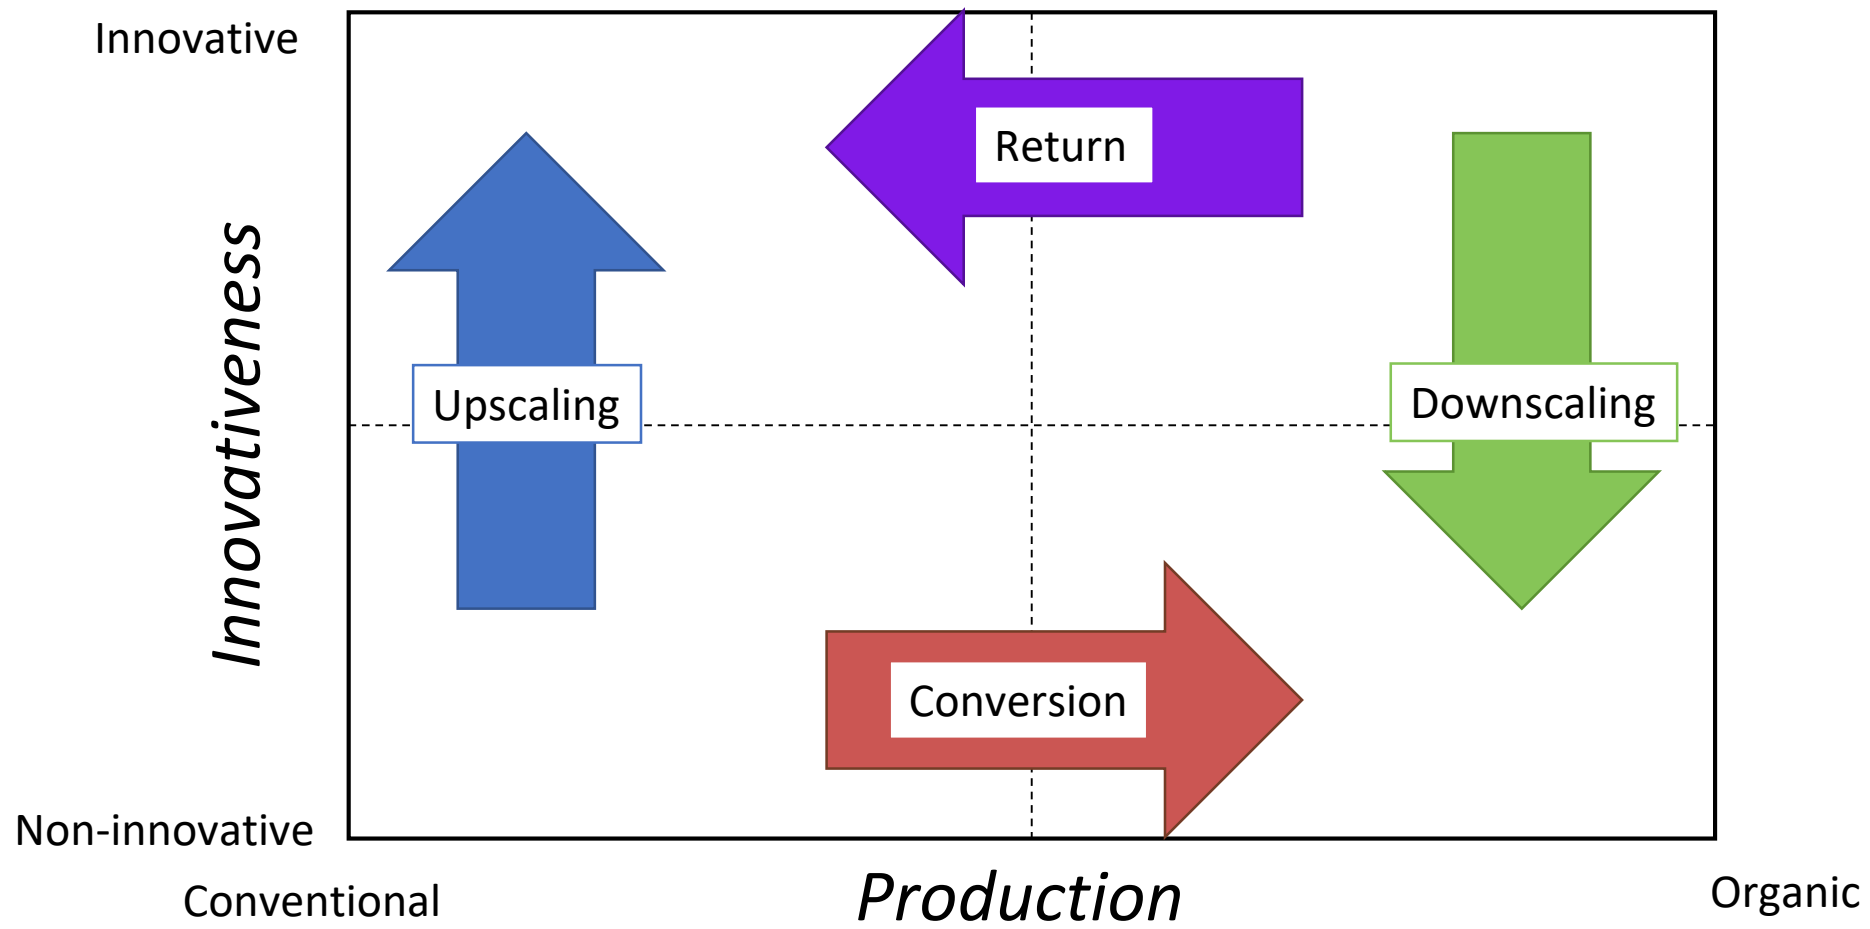 Innovative
Return
Innovativeness
Upscaling
Downscaling
Conversion
Non-innovative
Conventional
Production
Organic